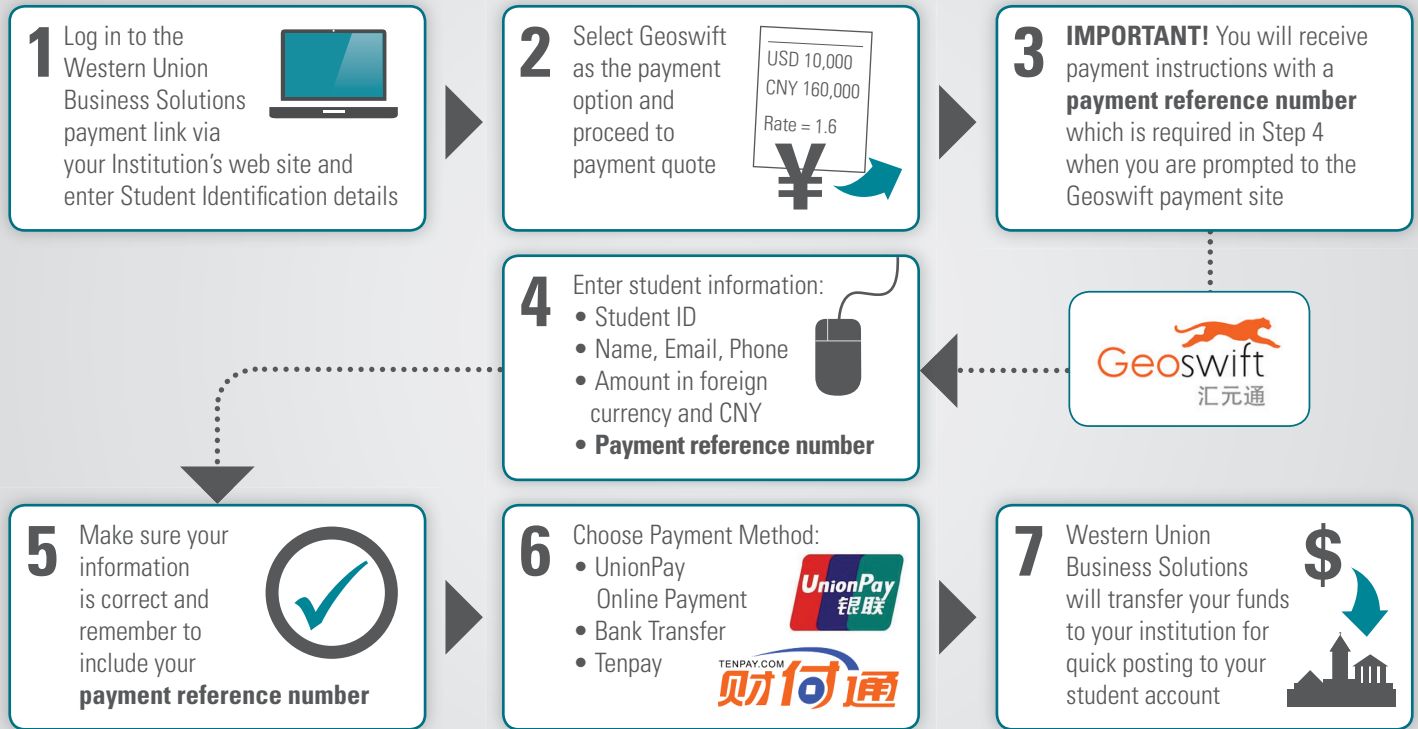 1
Log in to the
Western Union
Business Solutions
payment link via
your Institution's web site and
enter Student Identification details
2
Select Geoswift
as the payment
option and
proceed to
payment quote
USD 10,000
CNY 160,000
Rate = 1.6
¥
3
IMPORTANT! You will receive
payment instructions with a
payment reference number
which is required in Step 4
when you are prompted to the
Geoswift payment site
Geoswift
汇元通
4
Enter student information:
• Student ID
• Name, Email, Phone
• Amount in foreign
currency and CNY
• Payment reference number
5
Make sure your
information
is correct and
remember to
include your
payment reference number
6
Choose Payment Method:
• UnionPay
Online Payment
• Bank Transfer
• Tenpay
UnionPay
银联
TENPAY.COM
财付通
7
Western Union
Business Solutions
will transfer your funds
to your institution for
quick posting to your
student account
$